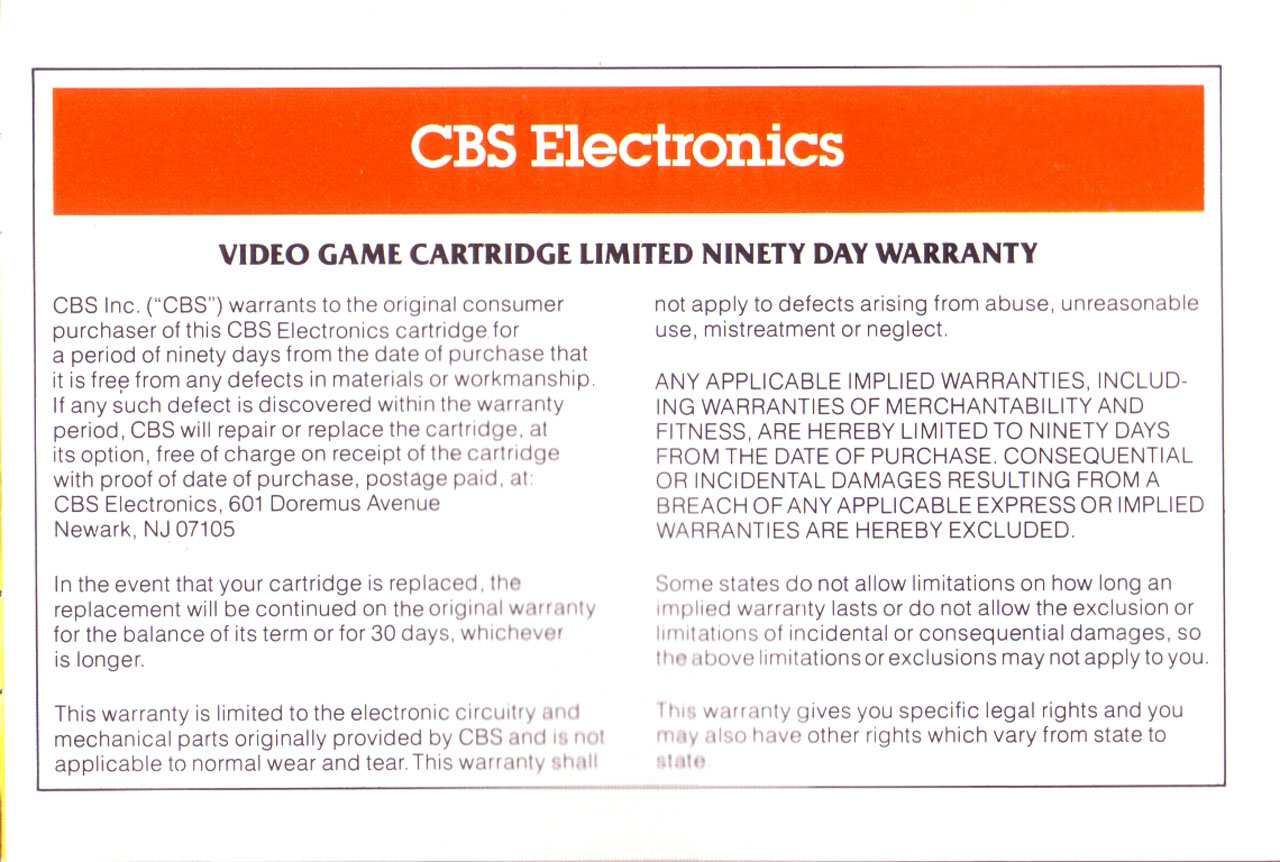 CBS Electronics
VIDEO GAME CARTRIDGE LIMITED NINETY DAY WARRANTY
CBS Inc. (“CBS”) warrants to the original consumer
purchaser of this CBS Electronics cartridge for
a period of ninety days from the date of purchase that
it is free from any defects in materials or workmanship.
If any such defect is discovered within the warranty
period, CBS will repair or replace the cartridge, at
its option, free of charge on receipt of the cartridge
with proof of date of purchase, postage paid, at:
CBS Electronics, 601 Doremus Avenue
Newark, NJ 07105
In the event that your cartridge is replaced, the
replacement will be continued on the original warranty
for the balance of its term or for 30 days, whichever
is longer.
This warranty is limited to the electronic circuitry and
mechanical parts originally provided by CBS and is not
applicable to normal wear and tear. This warranty shall
not apply to defects arising from abuse, unreasonable
use, mistreatment or neglect.
ANY APPLICABLE IMPLIED WARRANTIES, INCLUD-
ING WARRANTIES OF MERCHANTABILITY AND
FITNESS, ARE HEREBY LIMITED TO NINETY DAYS
FROM THE DATE OF PURCHASE. CONSEQUENTIAL
OR INCIDENTAL DAMAGES RESULTING FROM A
BREACH OF ANY APPLICABLE EXPRESS OR IMPLIED
WARRANTIES ARE HEREBY EXCLUDED.
Some states do not allow limitations on how long an
implied warranty lasts or do not allow the exclusion or
limitations of incidental or consequential damages, so
the above limitations or exclusions may not apply to you.
This warranty gives you specific legal rights and you
may also have other rights which vary from state to
state.